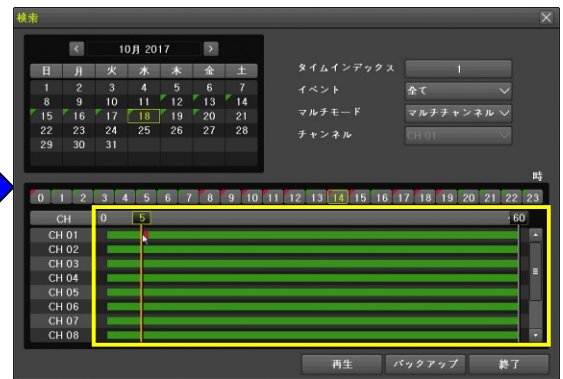 検索
10月 2017
日 月 火 水 木 金 土
1 2 3 4 5 6 7
8 9 10 11 12 13 14
15 16 17 18 19 20 21
22 23 24 25 26 27 28
29 30 31
タイムインデックス 1
イベント 全て
マルチモード マルチチャンネル
チャンネル CH 01
時
0 1 2 3 4 5 6 7 8 9 10 11 12 13 14 15 16 17 18 19 20 21 22 23
CH 0 5 60
CH 01
CH 02
CH 03
CH 04
CH 05
CH 06
CH 07
CH 08
再生 バックアップ 終了